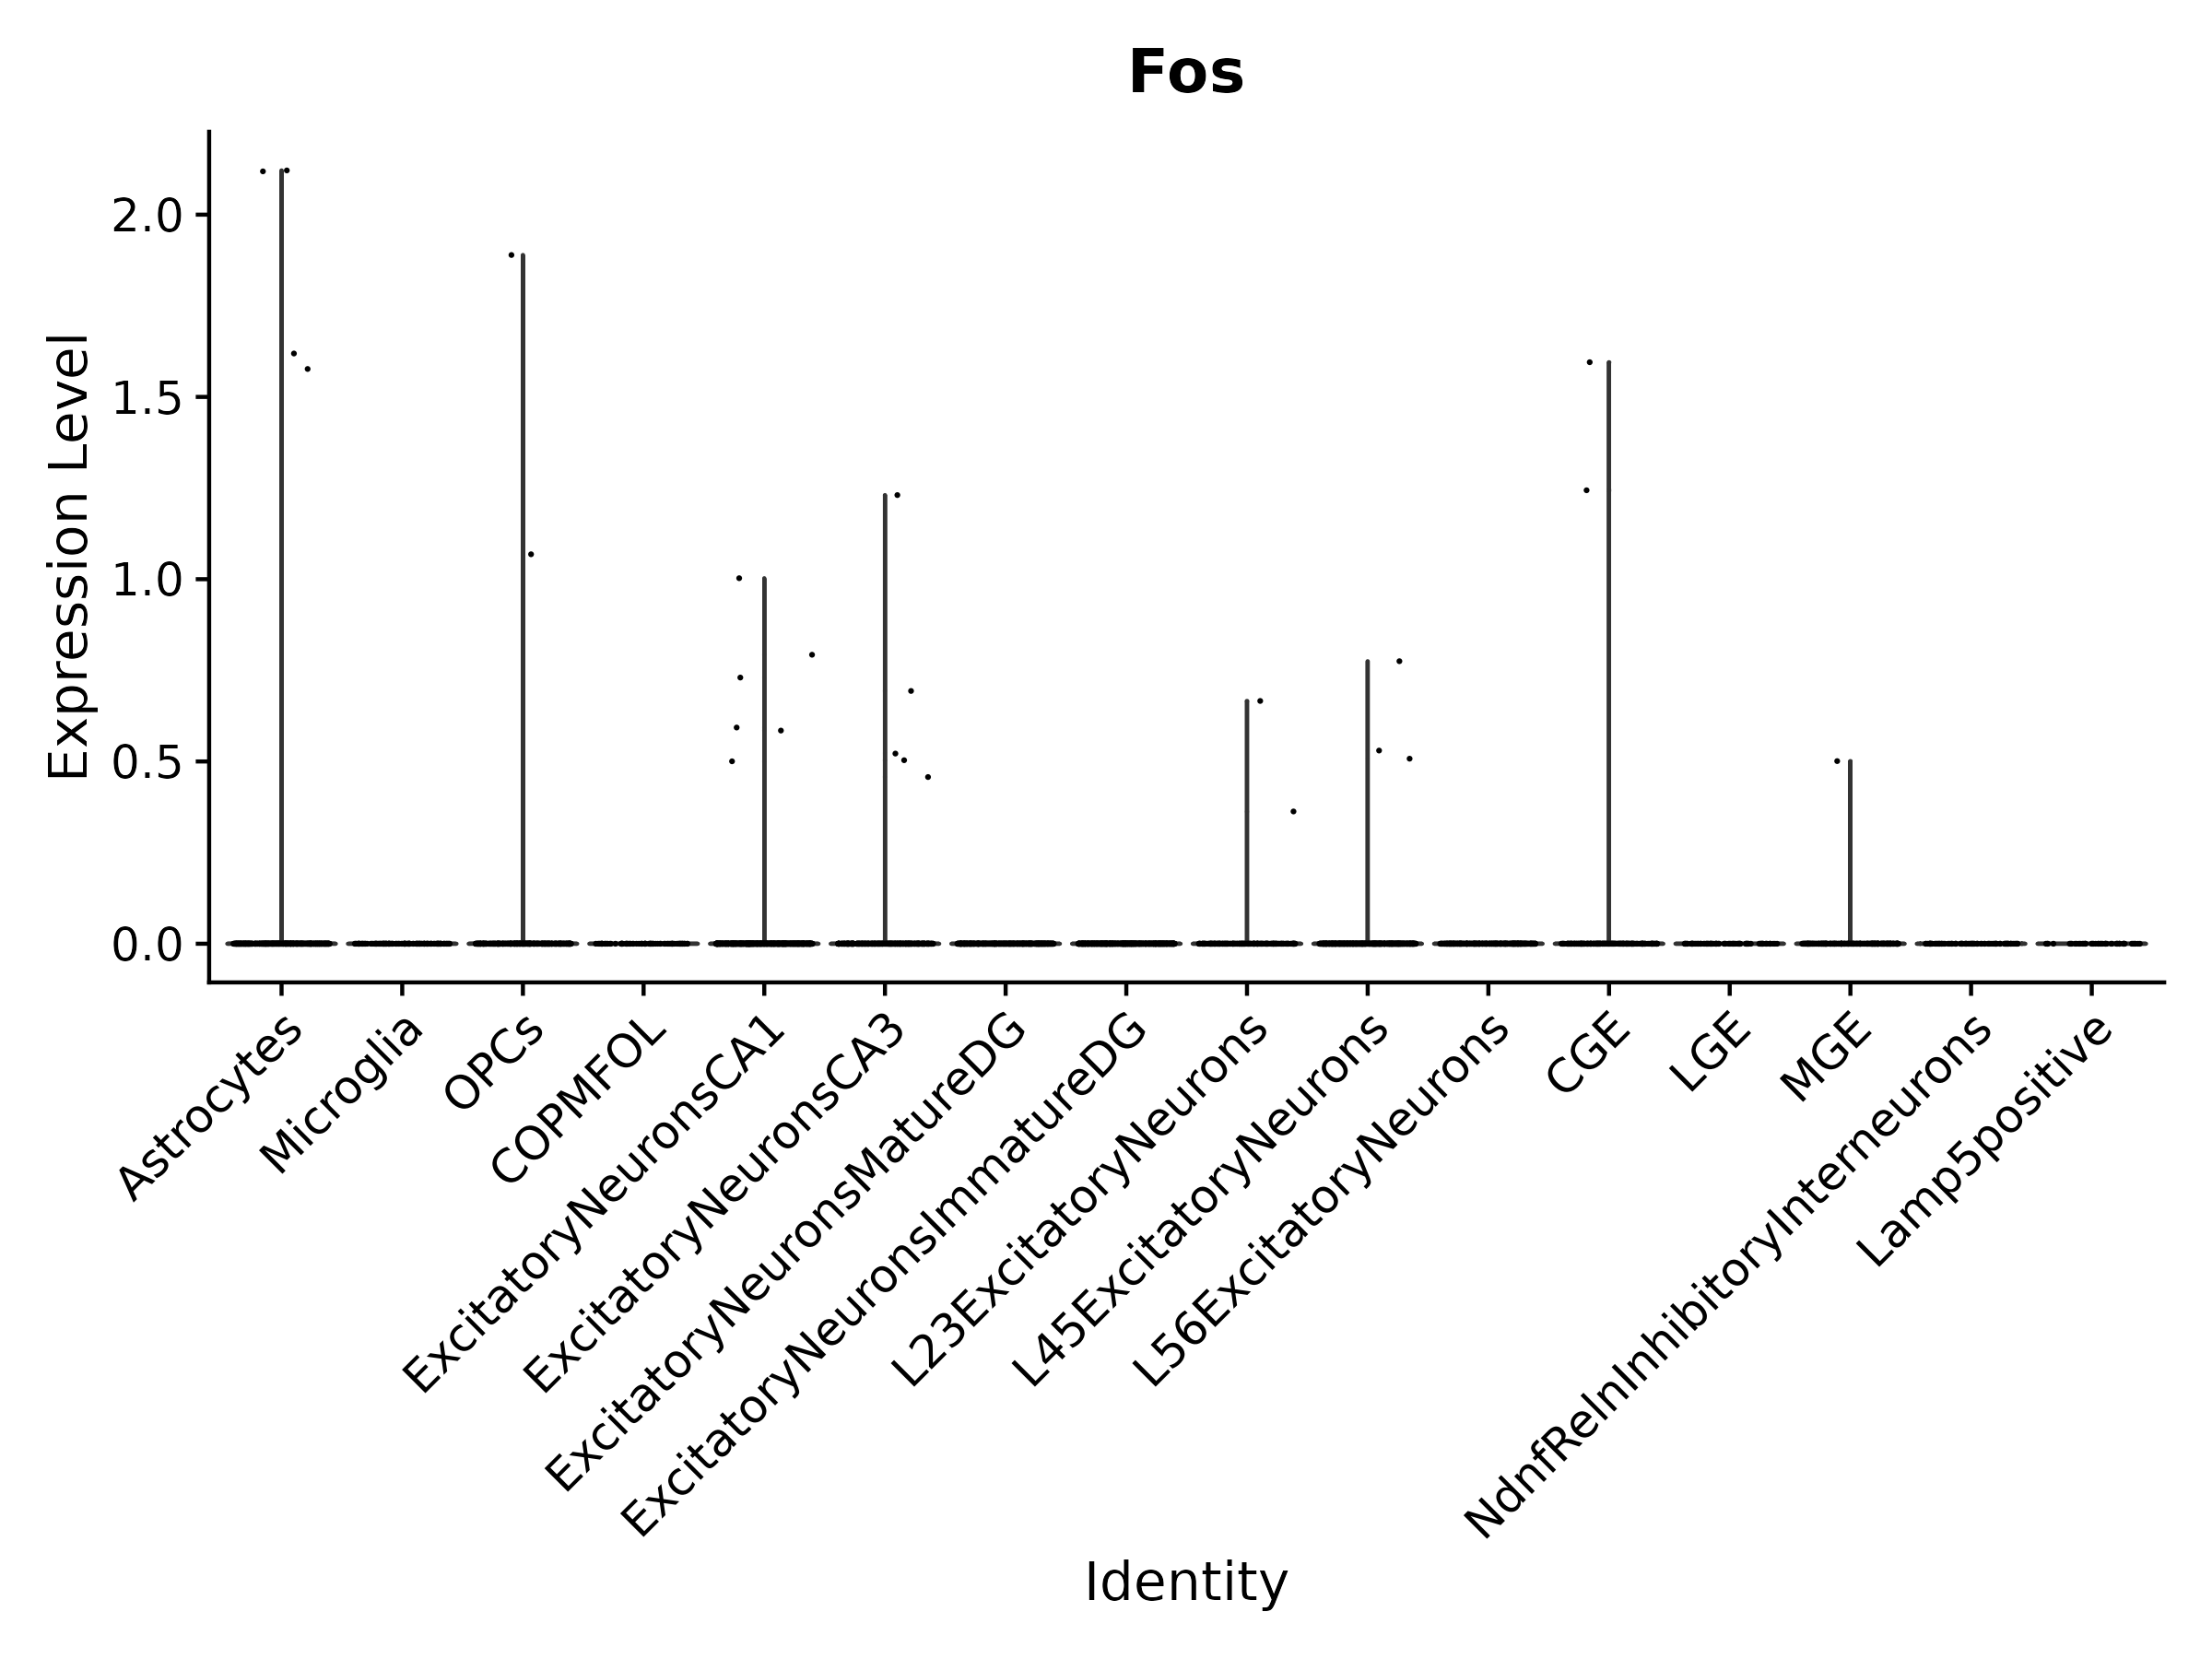 Fos
Expression Level
2.0
1.5
1.0
0.5
0.0
Astrocytes
Microglia
OPCs
COPMFOL
ExcitatoryNeuronsCA1
ExcitatoryNeuronsCA3
ExcitatoryNeuronsMatureDG
ExcitatoryNeuronsImmatureDG
L23ExcitatoryNeurons
L45ExcitatoryNeurons
L56ExcitatoryNeurons
CGE
LGE
MGE
NdnfRelnInhibitoryInterneurons
Lamp5positive
Identity